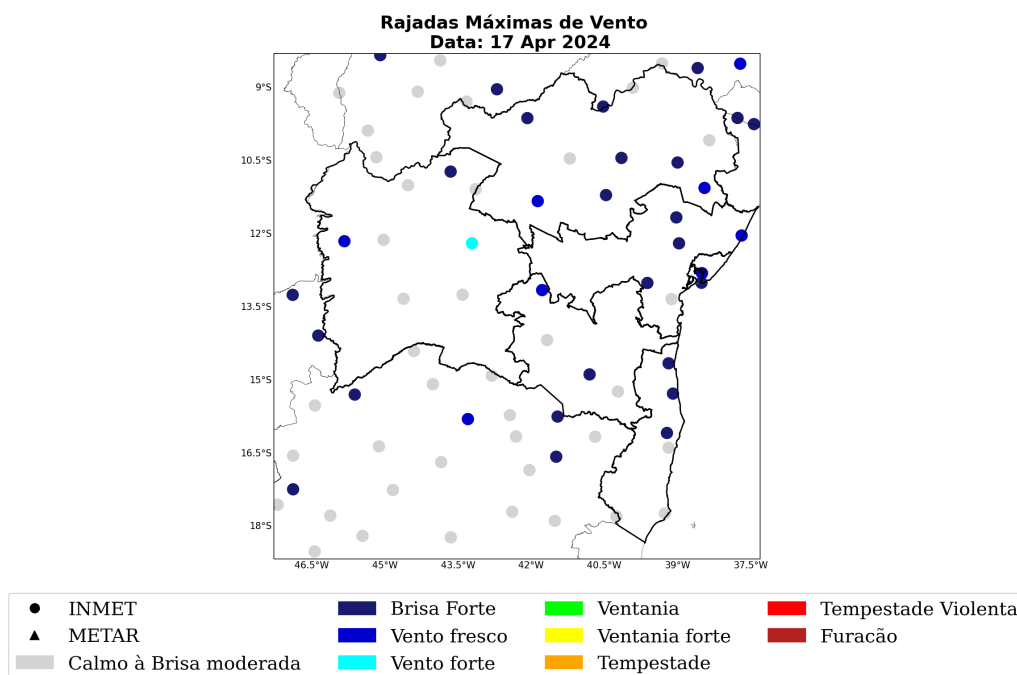 Rajadas Máximas de Vento
Data: 17 Apr 2024
9°S
10.5°S
12°S
13.5°S
15°S
16.5°S
18°S
46.5°W 45°W 43.5°W 42°W 40.5°W 39°W 37.5°W
INMET Brisa Forte Ventania Tempestade Violenta
METAR Vento fresco Ventania forte Furacão
Calmo à Brisa moderada Vento forte Tempestade